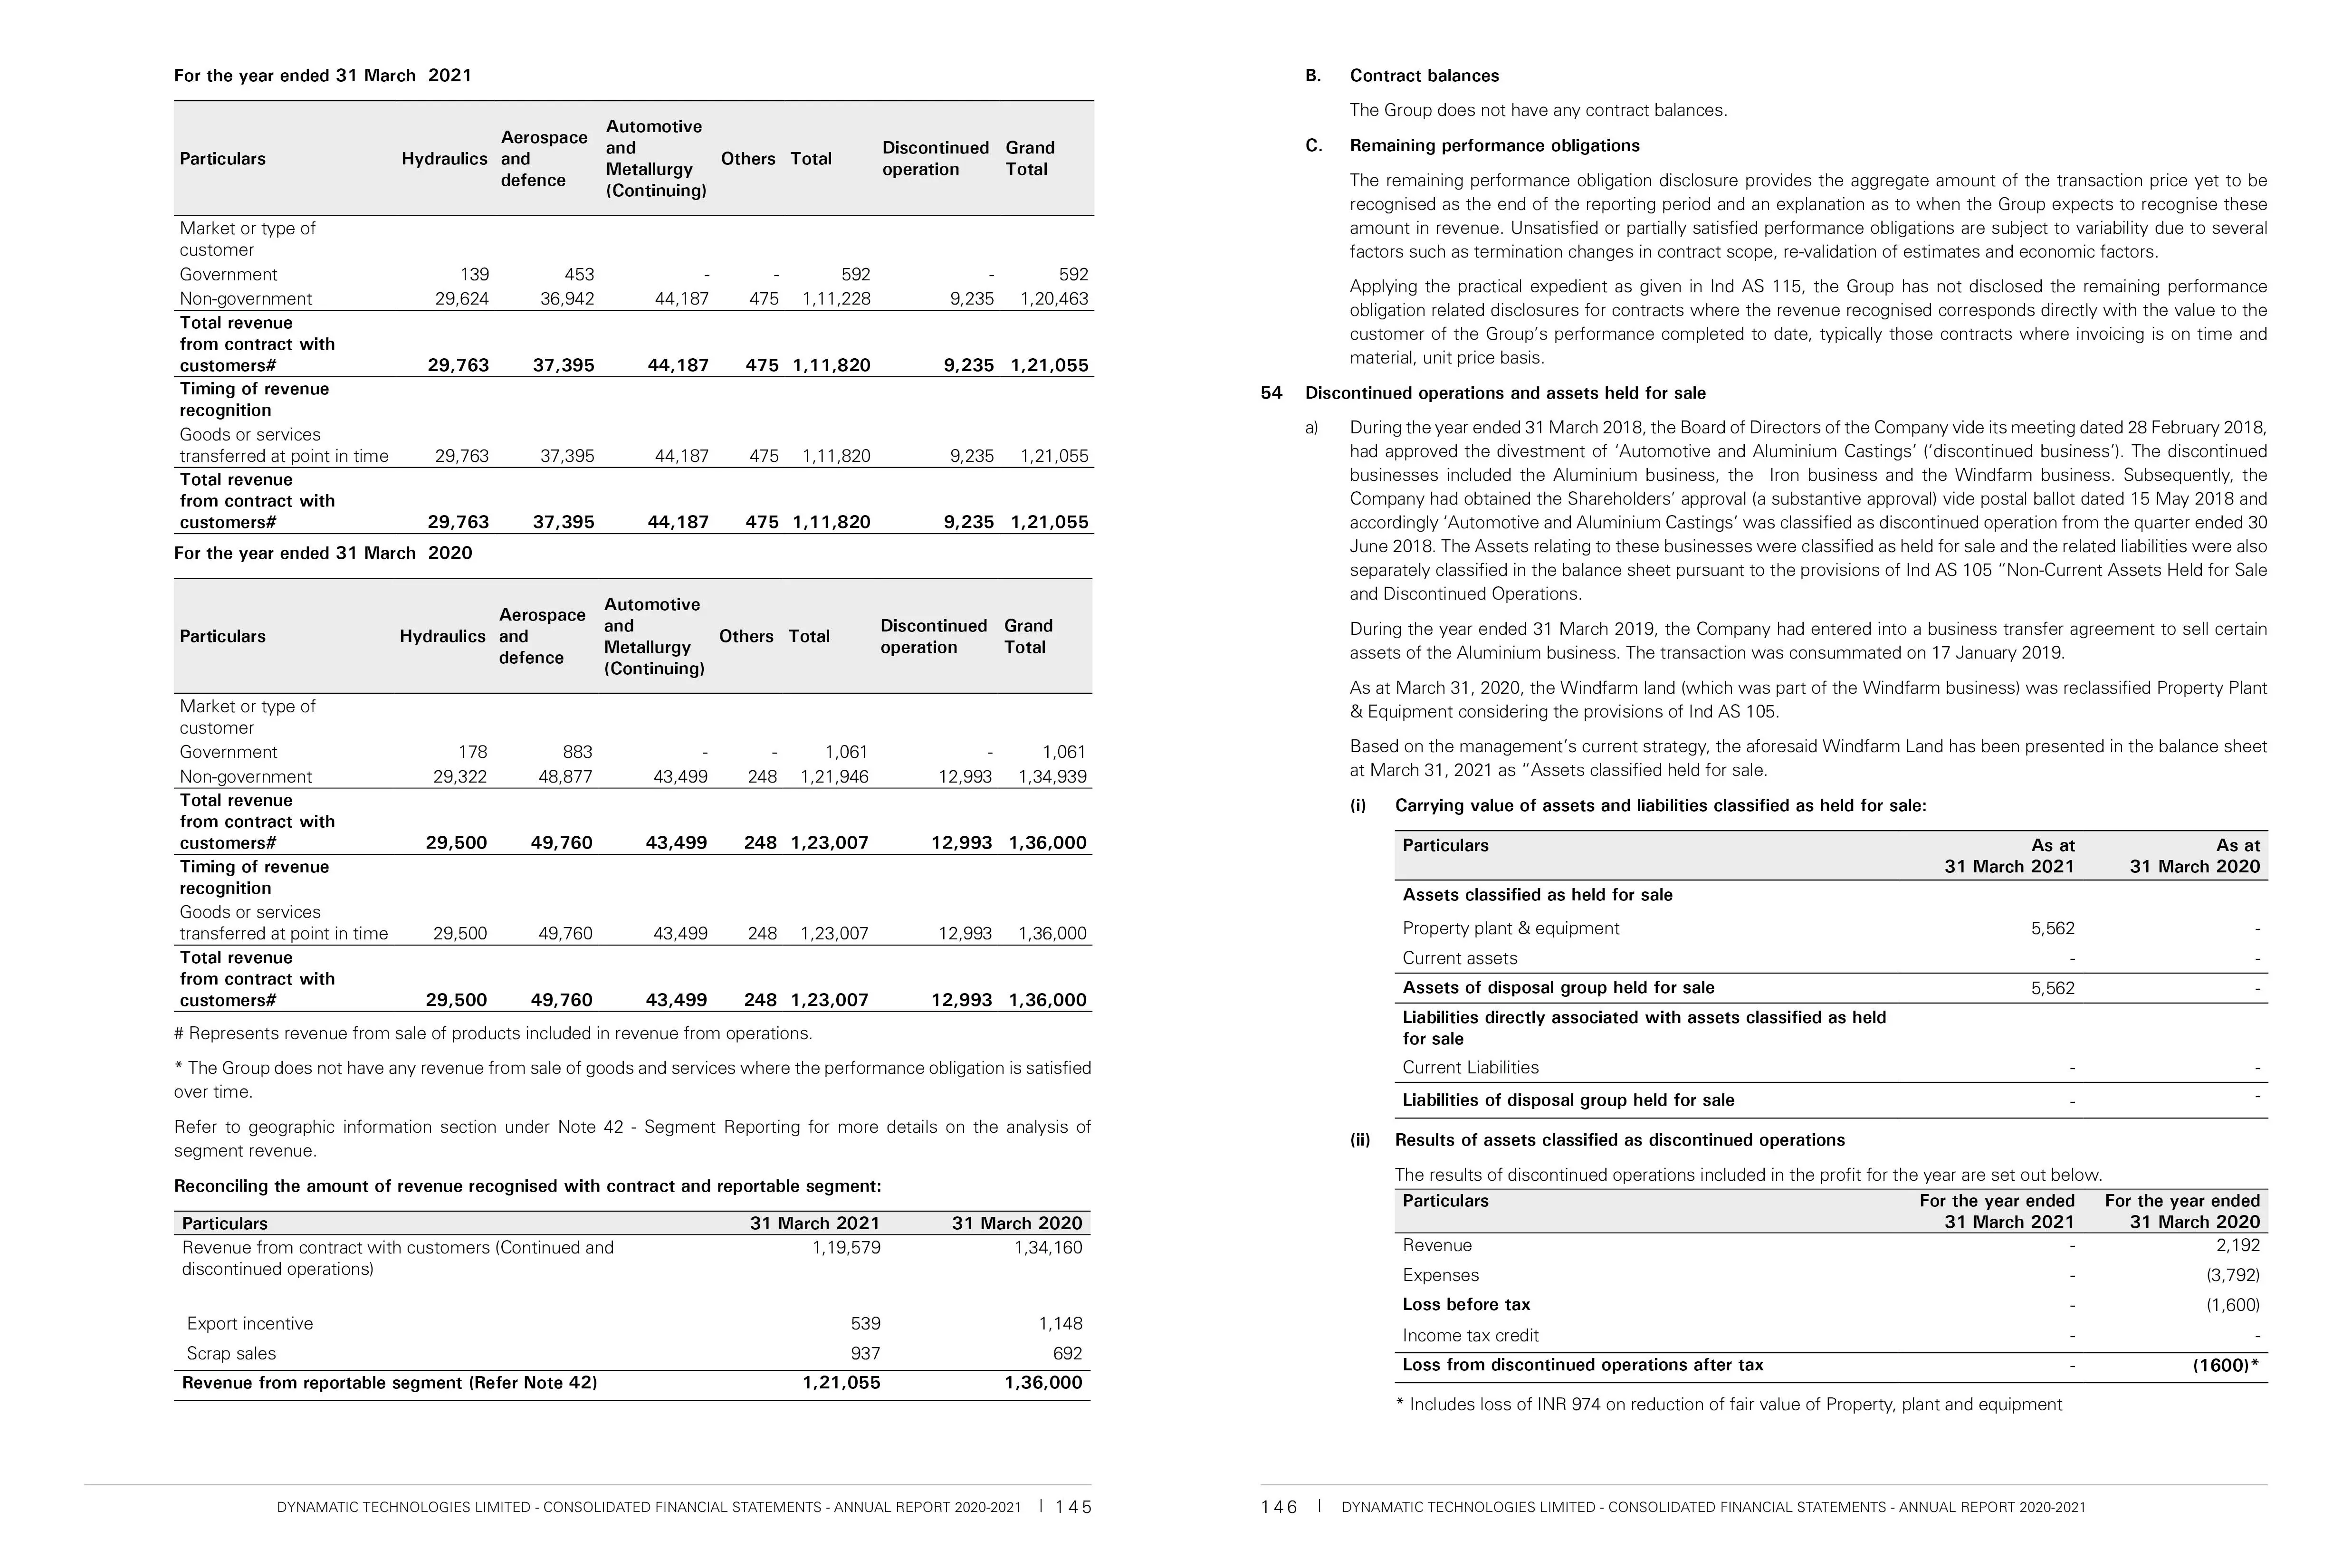 For the year ended 31 March 2021
Particulars Hydraulics Aerospace and defence Automotive and Metallurgy (Continuing) Others Total Discontinued operation Grand Total
Market or type of
customer
Government 139 453 - - 592 - 592
Non-government 29,624 36,942 44,187 475 1,11,228 9,235 1,20,463
Total revenue
from contract with
customers# 29,763 37,395 44,187 475 1,11,820 9,235 1,21,055
Timing of revenue
recognition
Goods or services
transferred at point in time 29,763 37,395 44,187 475 1,11,820 9,235 1,21,055
Total revenue
from contract with
customers# 29,763 37,395 44,187 475 1,11,820 9,235 1,21,055
For the year ended 31 March 2020
Particulars Hydraulics Aerospace and defence Automotive and Metallurgy (Continuing) Others Total Discontinued operation Grand Total
Market or type of
customer
Government 178 883 - - 1,061 - 1,061
Non-government 29,322 48,877 43,499 248 1,21,946 12,993 1,34,939
Total revenue
from contract with
customers# 29,500 49,760 43,499 248 1,23,007 12,993 1,36,000
Timing of revenue
recognition
Goods or services
transferred at point in time 29,500 49,760 43,499 248 1,23,007 12,993 1,36,000
Total revenue
from contract with
customers# 29,500 49,760 43,499 248 1,23,007 12,993 1,36,000
# Represents revenue from sale of products included in revenue from operations.
* The Group does not have any revenue from sale of goods and services where the performance obligation is satisfied
over time.
Refer to geographic information section under Note 42 - Segment Reporting for more details on the analysis of
segment revenue.
Reconciling the amount of revenue recognised with contract and reportable segment:
Particulars 31 March 2021 31 March 2020
Revenue from contract with customers (Continued and 1,19,579 1,34,160
discontinued operations)
Export incentive 539 1,148
Scrap sales 937 692
Revenue from reportable segment (Refer Note 42) 1,21,055 1,36,000
DYNAMATIC TECHNOLOGIES LIMITED - CONSOLIDATED FINANCIAL STATEMENTS - ANNUAL REPORT 2020-2021 | 145
B. Contract balances
The Group does not have any contract balances.
C. Remaining performance obligations
The remaining performance obligation disclosure provides the aggregate amount of the transaction price yet to be
recognised as the end of the reporting period and an explanation as to when the Group expects to recognise these
amount in revenue. Unsatisfied or partially satisfied performance obligations are subject to variability due to several
factors such as termination changes in contract scope, re-validation of estimates and economic factors.
Applying the practical expedient as given in Ind AS 115, the Group has not disclosed the remaining performance
obligation related disclosures for contracts where the revenue recognised corresponds directly with the value to the
customer of the Group's performance completed to date, typically those contracts where invoicing is on time and
material, unit price basis.
54 Discontinued operations and assets held for sale
a) During the year ended 31 March 2018, the Board of Directors of the Company vide its meeting dated 28 February 2018,
had approved the divestment of 'Automotive and Aluminium Castings' ('discontinued business'). The discontinued
businesses included the Aluminium business, the Iron business and the Windfarm business. Subsequently, the
Company had obtained the Shareholders' approval (a substantive approval) vide postal ballot dated 15 May 2018 and
accordingly 'Automotive and Aluminium Castings' was classified as discontinued operation from the quarter ended 30
June 2018. The Assets relating to these businesses were classified as held for sale and the related liabilities were also
separately classified in the balance sheet pursuant to the provisions of Ind AS 105 "Non-Current Assets Held for Sale
and Discontinued Operations.
During the year ended 31 March 2019, the Company had entered into a business transfer agreement to sell certain
assets of the Aluminium business. The transaction was consummated on 17 January 2019.
As at March 31, 2020, the Windfarm land (which was part of the Windfarm business) was reclassified Property Plant
& Equipment considering the provisions of Ind AS 105.
Based on the management's current strategy, the aforesaid Windfarm Land has been presented in the balance sheet
at March 31, 2021 as "Assets classified held for sale.
(i) Carrying value of assets and liabilities classified as held for sale:
Particulars As at As at
31 March 2021 31 March 2020
Assets classified as held for sale
Property plant & equipment 5,562 -
Current assets - -
Assets of disposal group held for sale 5,562 -
Liabilities directly associated with assets classified as held
for sale
Current Liabilities - -
Liabilities of disposal group held for sale - -
(ii) Results of assets classified as discontinued operations
The results of discontinued operations included in the profit for the year are set out below.
Particulars For the year ended For the year ended
31 March 2021 31 March 2020
Revenue - 2,192
Expenses - (3,792)
Loss before tax - (1,600)
Income tax credit - -
Loss from discontinued operations after tax - (1600)*
* Includes loss of INR 974 on reduction of fair value of Property, plant and equipment
146 | DYNAMATIC TECHNOLOGIES LIMITED - CONSOLIDATED FINANCIAL STATEMENTS - ANNUAL REPORT 2020-2021